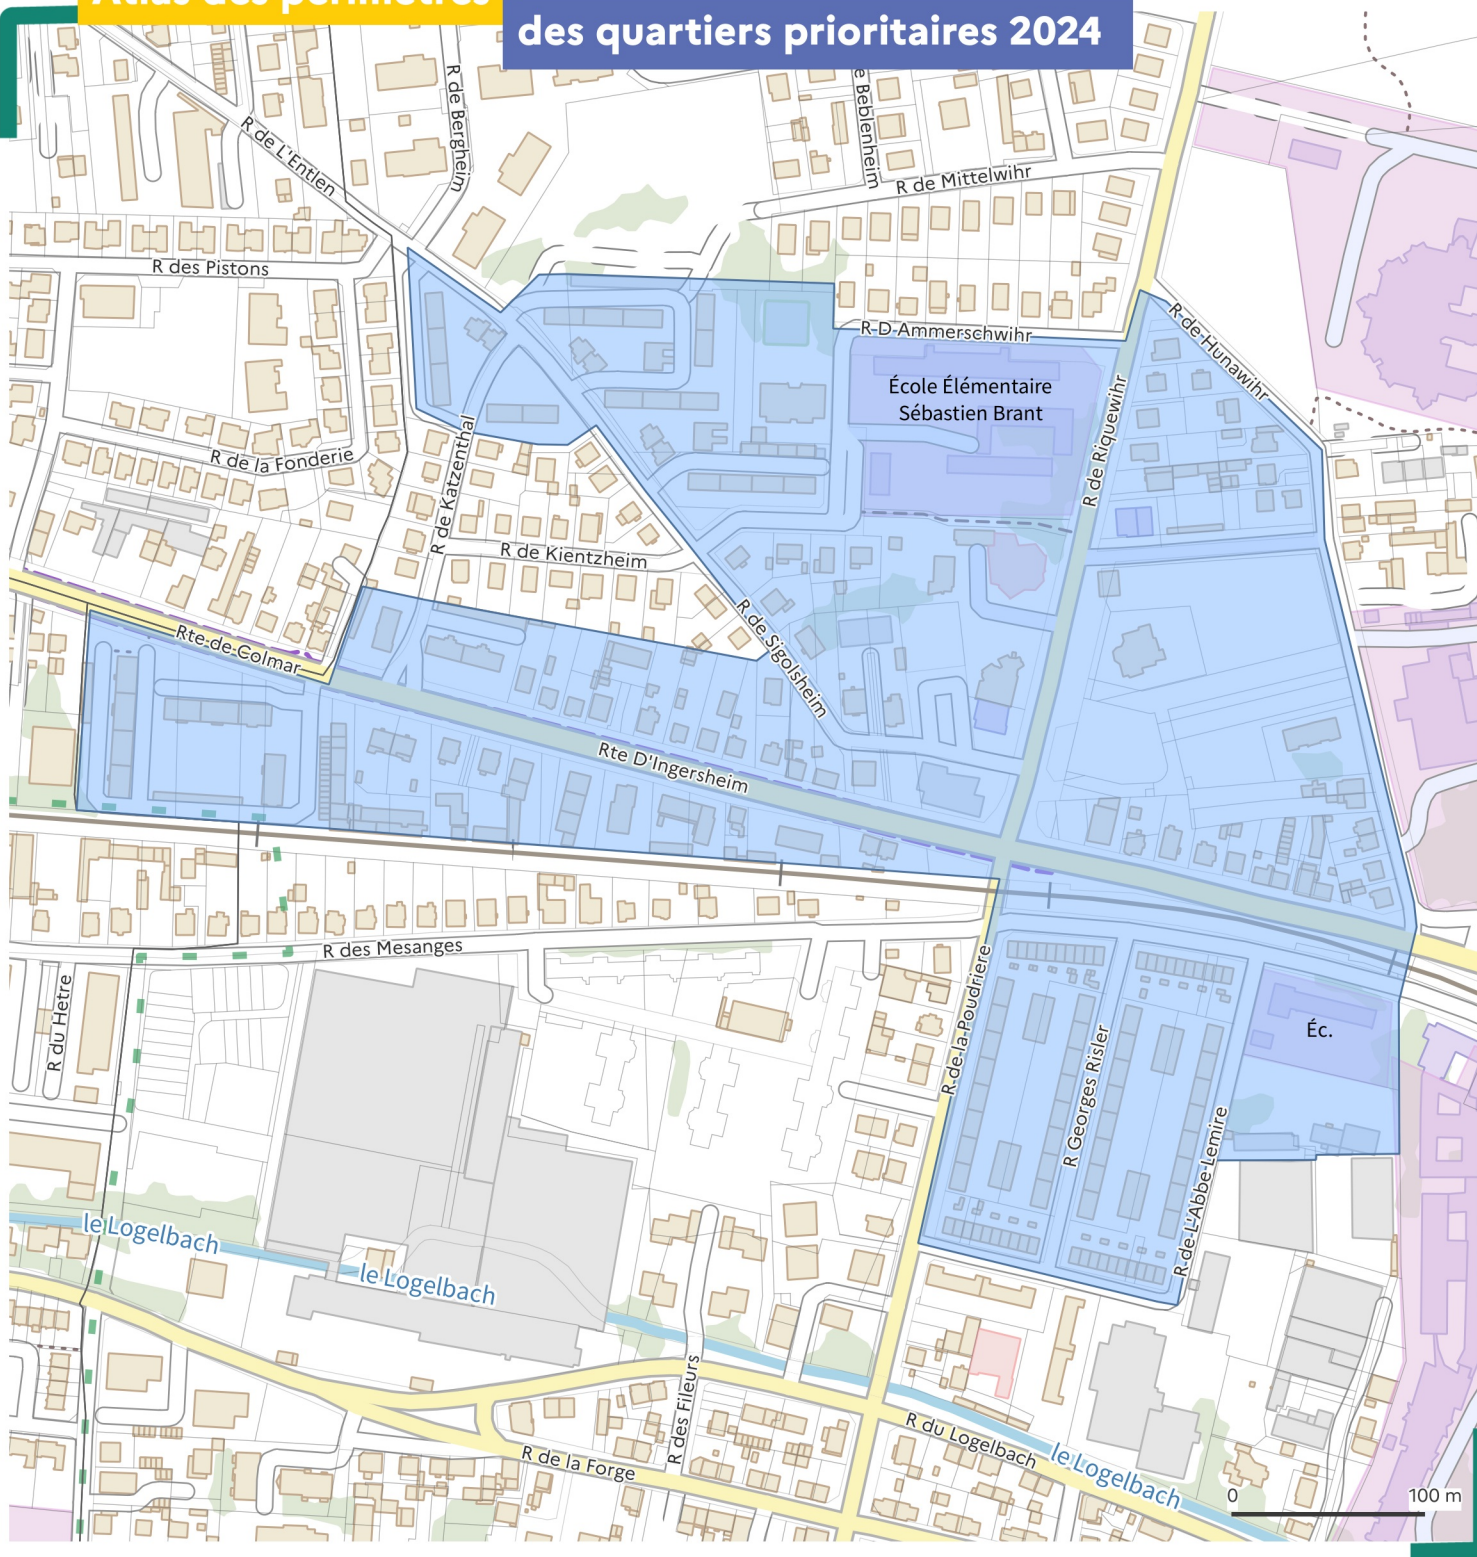 Atlas des périmètres
des quartiers prioritaires 2024
R de L'Entlen
R de Bergheim
e Beblenheim
R de Mittelwihr
R des Pistons
R D Ammerschwihr
R de Hunawihr
École Élémentaire
Sébastien Brant
R de Riquewihr
R de Katzenthal
R de la Fonderie
R de Kientzheim
R de Sigolsheim
Rte de Colmar
Rte D'Ingersheim
R des Mesanges
R du Hetre
R de la Poudriere
R Georges Risler
Éc.
R de L'Abbe Lemire
le Logelbach
le Logelbach
R des Fileurs
R de la Forge
R du Logelbach
le Logelbach
0 100 m